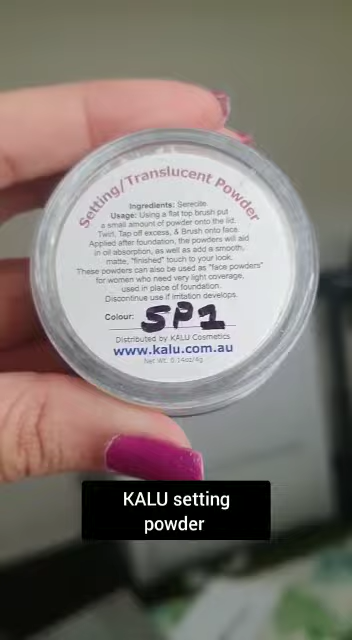 Setting/Translucent Powder
Ingredients: Serecite
Usage: Using a flat top brush put
a small amount of powder onto the lid.
Twirl, Tap off excess, & Brush onto face.
Applied after foundation, the powders will aid
in oil absorption, as well as add a smooth,
matte, "finished" touch to your look.
These powders can also be used as "face powders"
for women who need very light coverage,
used in place of foundation.
Discontinue use if irritation develops.
Colour: SP1
Distributed by KALU Cosmetics
www.kalu.com.au
Net Wt. 0.14oz/4g
KALU setting
powder